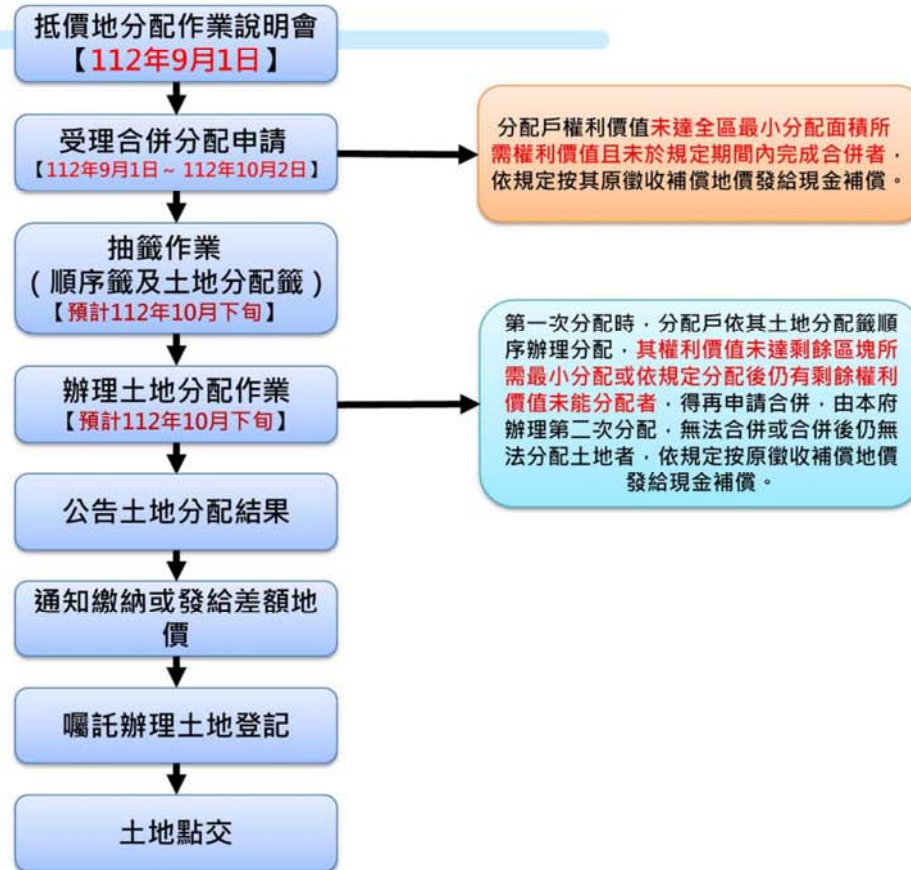 抵價地分配作業說明會
【112年9月1日】
受理合併分配申請
【112年9月1日~ 112年10月2日】
分配戶權利價值未達全區最小分配面積所
需權利價值且未於規定期間內完成合併者，
依規定按其原徵收補償地價發給現金補償。
抽籤作業
(順序籤及土地分配籤)
【預計112年10月下旬】
辦理土地分配作業
【預計112年10月下旬】
第一次分配時，分配戶依其土地分配籤順
序辦理分配，其權利價值未達剩餘區塊所
需最小分配或依規定分配後仍有剩餘權利
價值未能分配者，得再申請合併，由本府
辦理第二次分配，無法合併或合併後仍無
法分配土地者，依規定按原徵收補償地價
發給現金補償。
公告土地分配結果
通知繳納或發給差額地
價
囑託辦理土地登記
土地點交